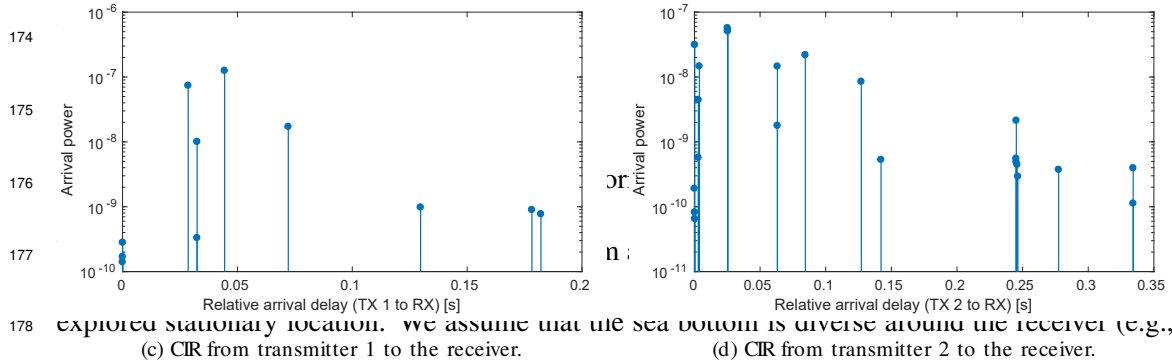 174
175
176
177
178
10^-6
10^-7
10^-8
10^-9
10^-10
Arrival power
0 0.05 0.1 0.15 0.2
Relative arrival delay (TX 1 to RX) [s]
10^-7
10^-8
10^-9
10^-10
10^-11
Arrival power
0 0.05 0.1 0.15 0.2 0.25 0.3 0.35
Relative arrival delay (TX 2 to RX) [s]
explored stationary location. We assume that the sea bottom is diverse around the receiver (e.g.,
(c) CIR from transmitter 1 to the receiver.
(d) CIR from transmitter 2 to the receiver.